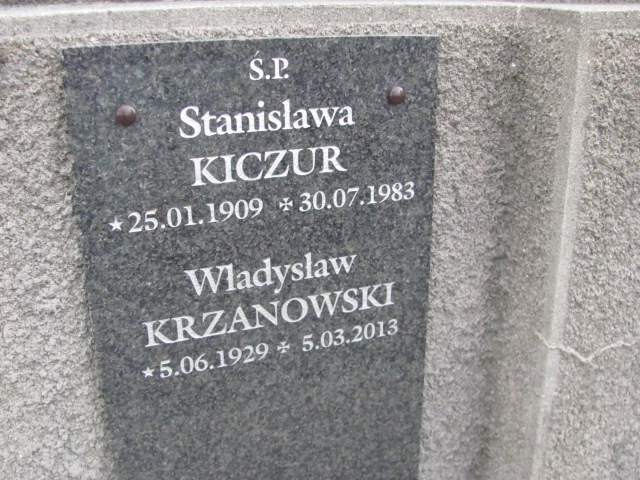 Ś.P.
Stanisława
KICZUR
★25.01.1909 ✠30.07.1983
Władysław
KRZANOWSKI
★5.06.1929 ✠ 5.03.2013